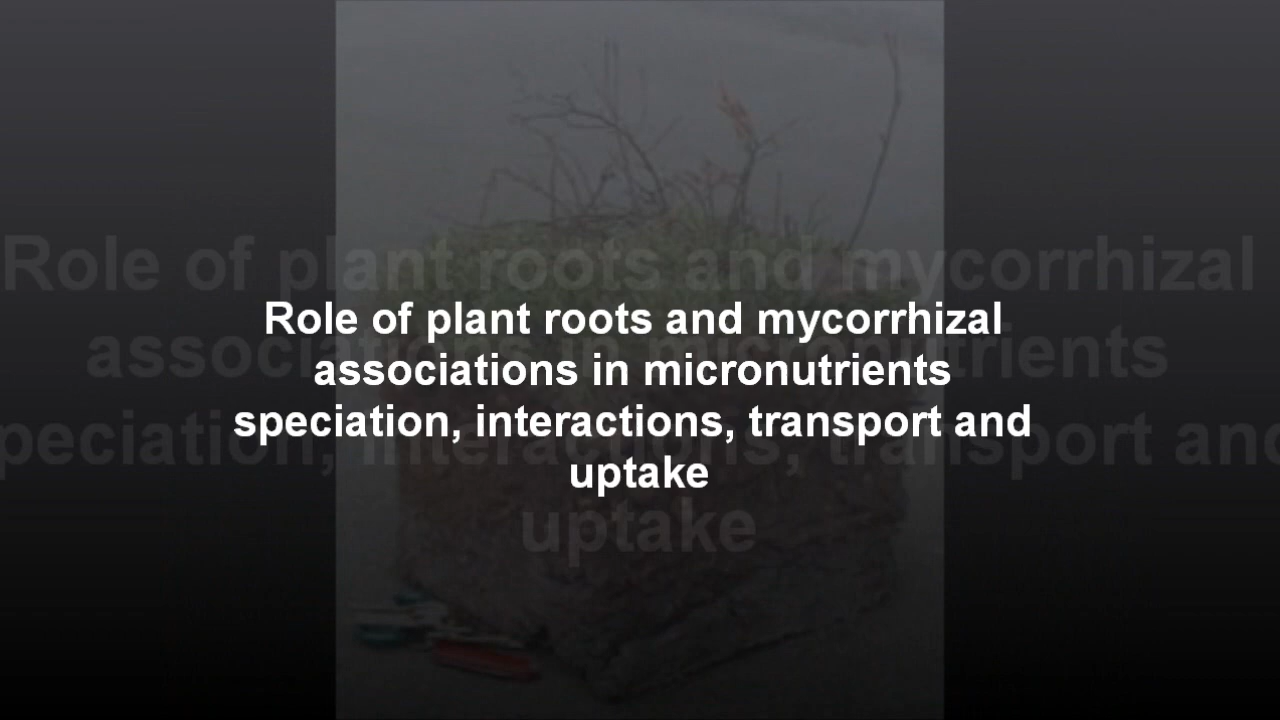 Role of plant roots and mycorrhizal
associations in micronutrients
speciation, interactions, transport and
uptake